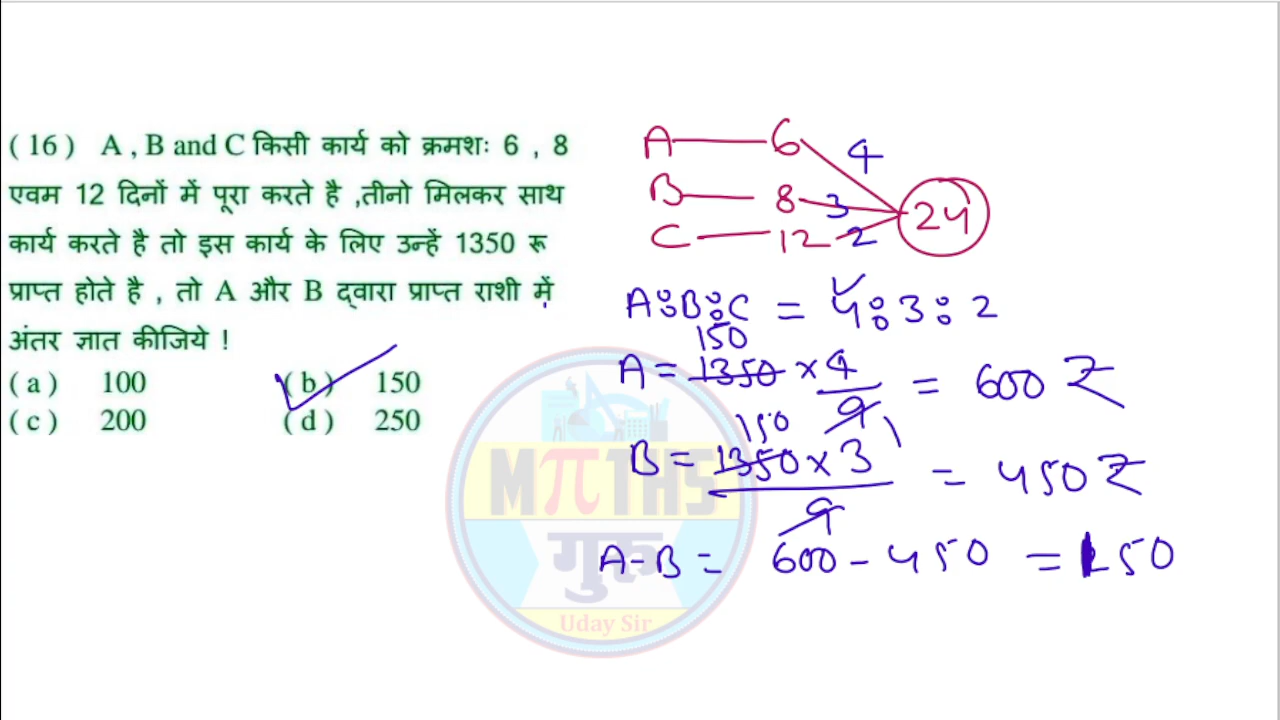 ( 16 ) A , B and C किसी कार्य को क्रमशः 6 , 8
एवम 12 दिनों में पूरा करते है ,तीनो मिलकर साथ
कार्य करते है तो इस कार्य के लिए उन्हें 1350 रू
प्राप्त होते है , तो A और B द्वारा प्राप्त राशी में
अंतर ज्ञात कीजिये !
( a ) 100 ( b ) 150
( c ) 200 ( d ) 250
A 6 4
B 8 3 24
C 12 2
A:B:C = 4:3:2
150
A = 1350 × 4 = 600 ₹
9
150 1
B = 1350 × 3 = 450 ₹
9
A-B = 600 - 450 = 150
MπTHS
गुरु
Uday Sir